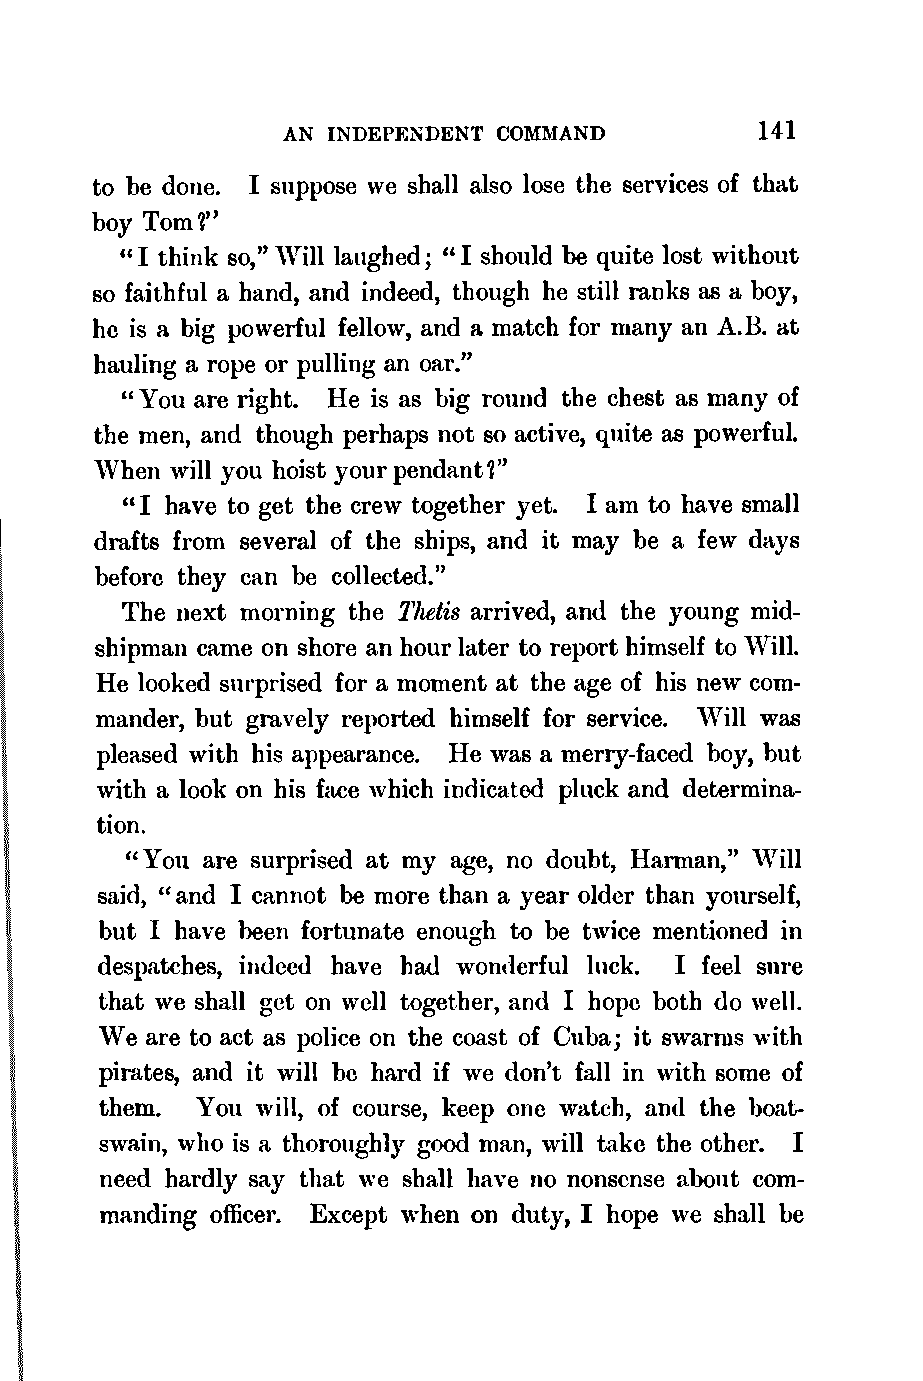 AN INDEPENDENT COMMAND 141
to be done. I suppose we shall also lose the services of that
boy Tom?"
"I think so," Will laughed; "I should be quite lost without
so faithful a hand, and indeed, though he still ranks as a boy,
he is a big powerful fellow, and a match for many an A.B. at
hauling a rope or pulling an oar."
"You are right. He is as big round the chest as many of
the men, and though perhaps not so active, quite as powerful.
When will you hoist your pendant?"
"I have to get the crew together yet. I am to have small
drafts from several of the ships, and it may be a few days
before they can be collected."
The next morning the Thetis arrived, and the young mid-
shipman came on shore an hour later to report himself to Will.
He looked surprised for a moment at the age of his new com-
mander, but gravely reported himself for service. Will was
pleased with his appearance. He was a merry-faced boy, but
with a look on his face which indicated pluck and determina-
tion.
"You are surprised at my age, no doubt, Harman," Will
said, "and I cannot be more than a year older than yourself,
but I have been fortunate enough to be twice mentioned in
despatches, indeed have had wonderful luck. I feel sure
that we shall get on well together, and I hope both do well.
We are to act as police on the coast of Cuba; it swarms with
pirates, and it will be hard if we don't fall in with some of
them. You will, of course, keep one watch, and the boat-
swain, who is a thoroughly good man, will take the other. I
need hardly say that we shall have no nonsense about com-
manding officer. Except when on duty, I hope we shall be